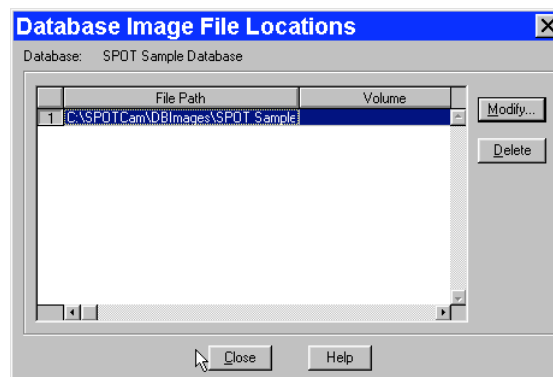 Database Image File Locations
Database: SPOT Sample Database
File Path Volume
1 C:\SPOTCam\DBImages\SPOT Sample
Modify...
Delete
Close Help